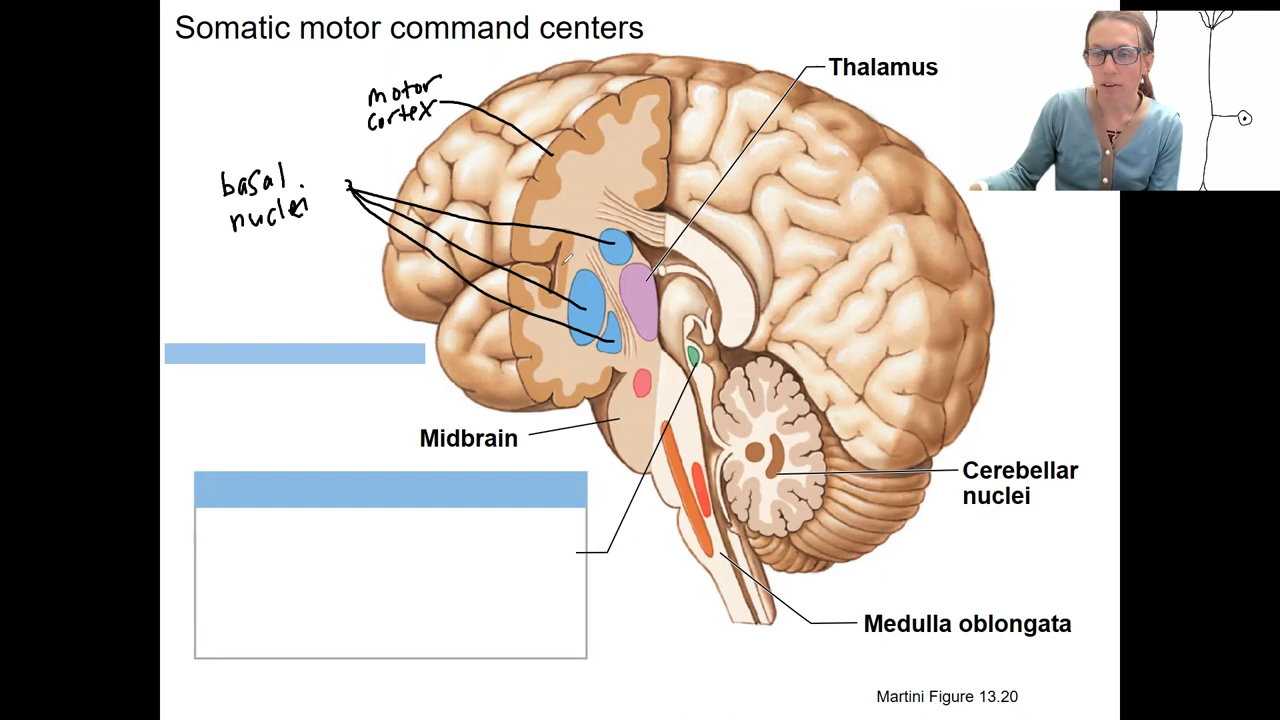 Somatic motor command centers
Thalamus
motor
cortex
basal
nuclei
Midbrain
Cerebellar
nuclei
Medulla oblongata
Martini Figure 13.20